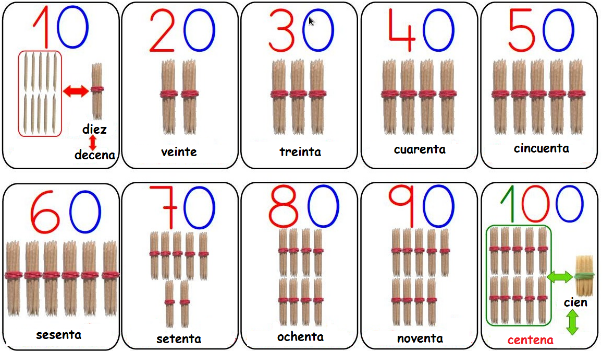 10
diez
decena
20
veinte
30
treinta
40
cuarenta
50
cincuenta
60
sesenta
70
setenta
80
ochenta
90
noventa
100
cien
centena